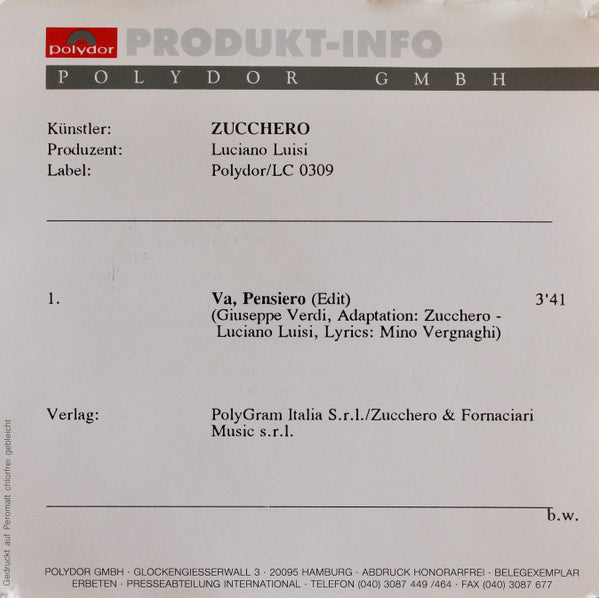 polydor PRODUKT-INFO
POLYDOR GMBH
Künstler: ZUCCHERO
Produzent: Luciano Luisi
Label: Polydor/LC 0309
1. Va, Pensiero (Edit) 3'41
(Giuseppe Verdi, Adaptation: Zucchero -
Luciano Luisi, Lyrics: Mino Vergnaghi)
Verlag: PolyGram Italia S.r.l./Zucchero & Fornaciari
Music s.r.l.
b.w.
Gedruckt auf Peromatt chlorfrei gebleicht
POLYDOR GMBH · GLOCKENGIESSERWALL 3 · 20095 HAMBURG · ABDRUCK HONORARFREI · BELEGEXEMPLAR
ERBETEN · PRESSEABTEILUNG INTERNATIONAL · TELEFON (040) 3087 449 /464 · FAX (040) 3087 677